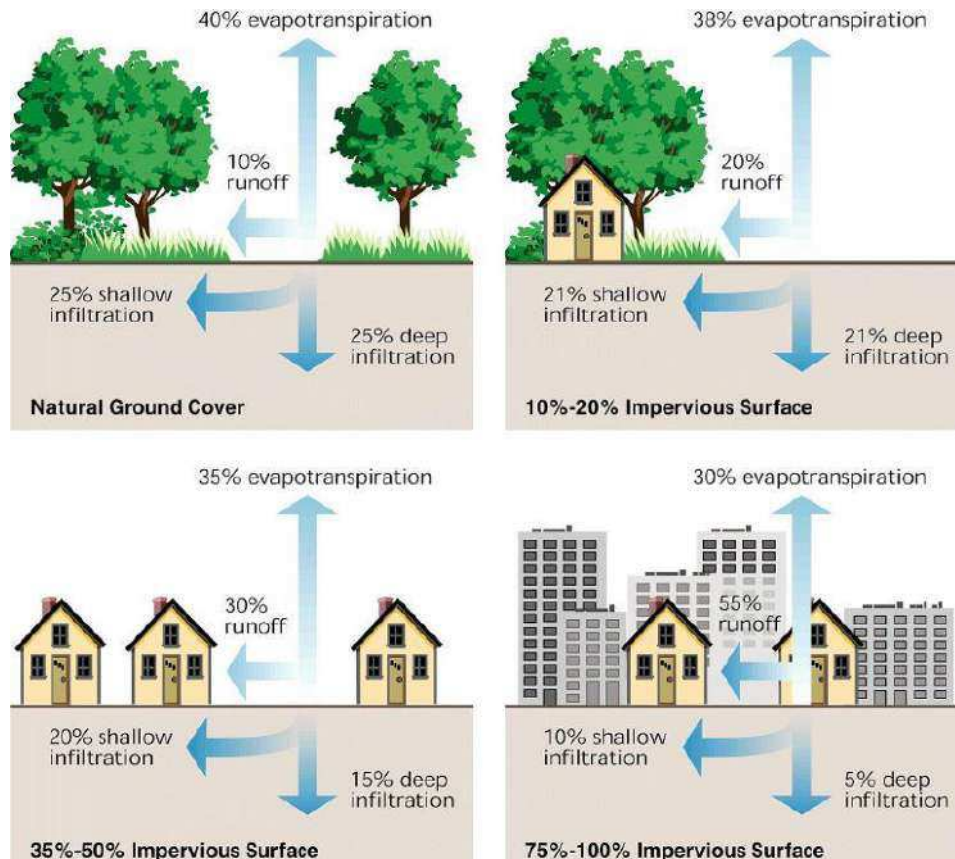 40% evapotranspiration
10%
runoff
25% shallow
infiltration
25% deep
infiltration
Natural Ground Cover
38% evapotranspiration
20%
runoff
21% shallow
infiltration
21% deep
infiltration
10%-20% Impervious Surface
35% evapotranspiration
30%
runoff
20% shallow
infiltration
15% deep
infiltration
35%-50% Impervious Surface
30% evapotranspiration
55%
runoff
10% shallow
infiltration
5% deep
infiltration
75%-100% Impervious Surface